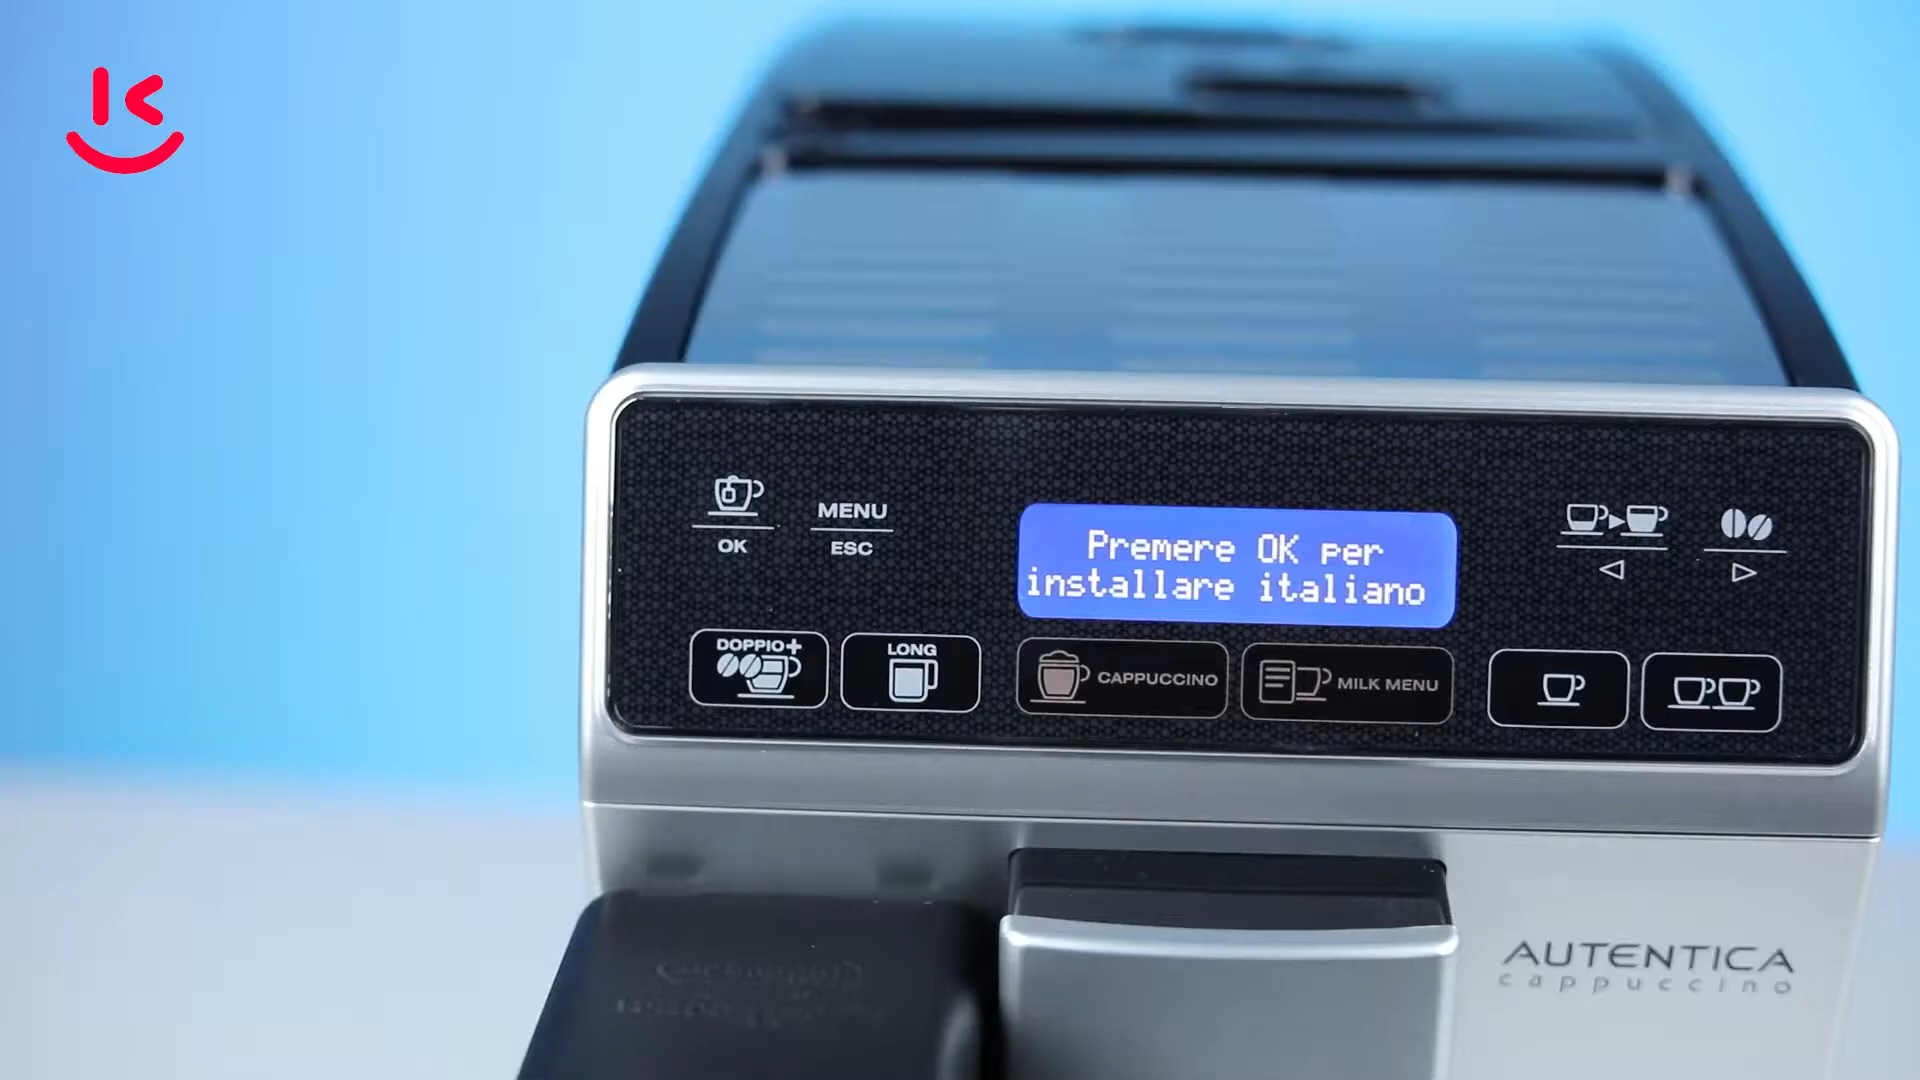 MENU
OK
ESC
Premere OK per
installare italiano
DOPPIO+
LONG
CAPPUCCINO
MILK MENU
AUTENTICA
cappuccino